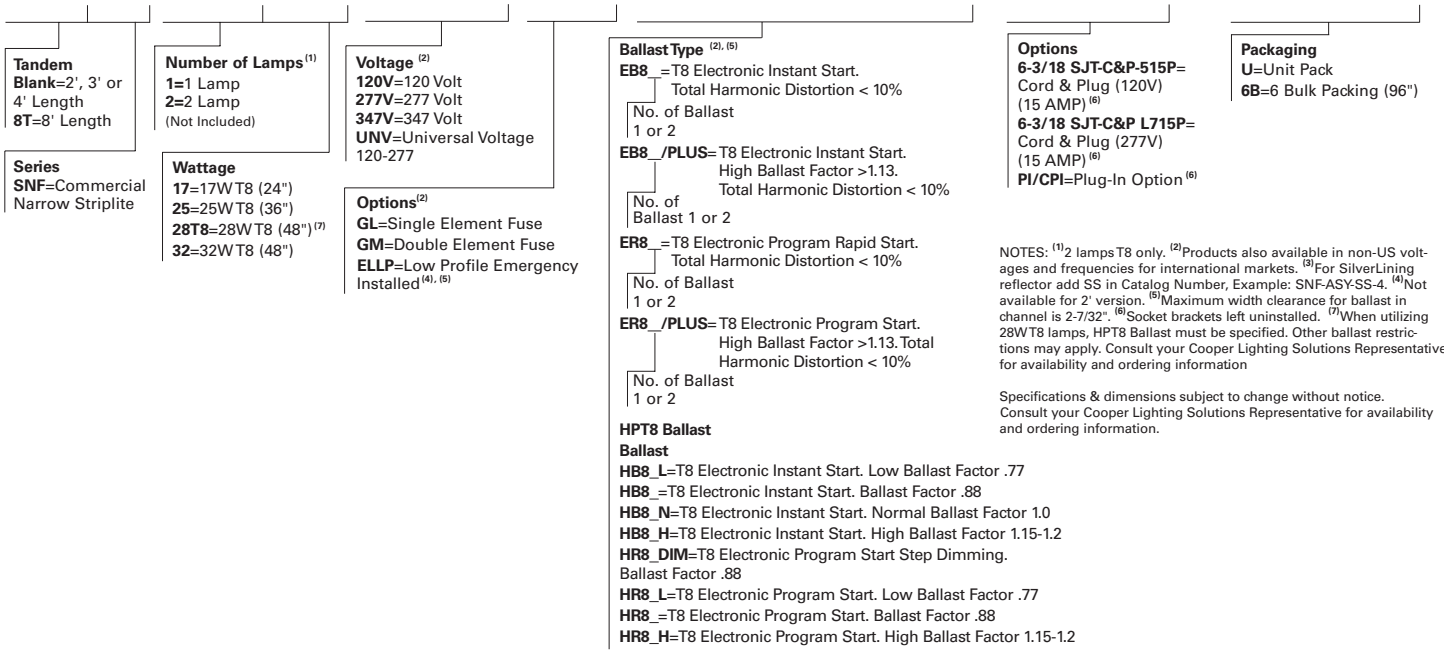 Tandem
Blank=2', 3' or
4' Length
8T=8' Length
Series
SNF=Commercial
Narrow Striplite
Number of Lamps (1)
1=1 Lamp
2=2 Lamp
(Not Included)
Wattage
17=17W T8 (24")
25=25W T8 (36")
28T8=28W T8 (48") (7)
32=32W T8 (48")
Voltage (2)
120V=120 Volt
277V=277 Volt
347V=347 Volt
UNV=Universal Voltage
120-277
Options(2)
GL=Single Element Fuse
GM=Double Element Fuse
ELLP=Low Profile Emergency
Installed(4), (5)
Ballast Type (2), (5)
EB8_=T8 Electronic Instant Start.
Total Harmonic Distortion < 10%
No. of Ballast
1 or 2
EB8_/PLUS=T8 Electronic Instant Start.
High Ballast Factor >1.13.
Total Harmonic Distortion < 10%
No. of
Ballast 1 or 2
ER8_=T8 Electronic Program Rapid Start.
Total Harmonic Distortion < 10%
No. of Ballast
1 or 2
ER8_/PLUS=T8 Electronic Program Start.
High Ballast Factor >1.13. Total
Harmonic Distortion < 10%
No. of Ballast
1 or 2
HPT8 Ballast
Ballast
HB8_L=T8 Electronic Instant Start. Low Ballast Factor .77
HB8_=T8 Electronic Instant Start. Ballast Factor .88
HB8_N=T8 Electronic Instant Start. Normal Ballast Factor 1.0
HB8_H=T8 Electronic Instant Start. High Ballast Factor 1.15-1.2
HR8_DIM=T8 Electronic Program Start Step Dimming.
Ballast Factor .88
HR8_L=T8 Electronic Program Start. Low Ballast Factor .77
HR8_=T8 Electronic Program Start. Ballast Factor .88
HR8_H=T8 Electronic Program Start. High Ballast Factor 1.15-1.2
Options
6-3/18 SJT-C&P-515P=
Cord & Plug (120V)
(15 AMP) (6)
6-3/18 SJT-C&P L715P=
Cord & Plug (277V)
(15 AMP) (6)
PI/CPI=Plug-In Option (6)
Packaging
U=Unit Pack
6B=6 Bulk Packing (96")
NOTES: (1)2 lamps T8 only. (2)Products also available in non-US volt-
ages and frequencies for international markets. (3)For SilverLining
reflector add SS in Catalog Number, Example: SNF-ASY-SS-4. (4)Not
available for 2' version. (5)Maximum width clearance for ballast in
channel is 2-7/32". (6)Socket brackets left uninstalled. (7)When utilizing
28W T8 lamps, HPT8 Ballast must be specified. Other ballast restric-
tions may apply. Consult your Cooper Lighting Solutions Representative
for availability and ordering information
Specifications & dimensions subject to change without notice.
Consult your Cooper Lighting Solutions Representative for availability
and ordering information.